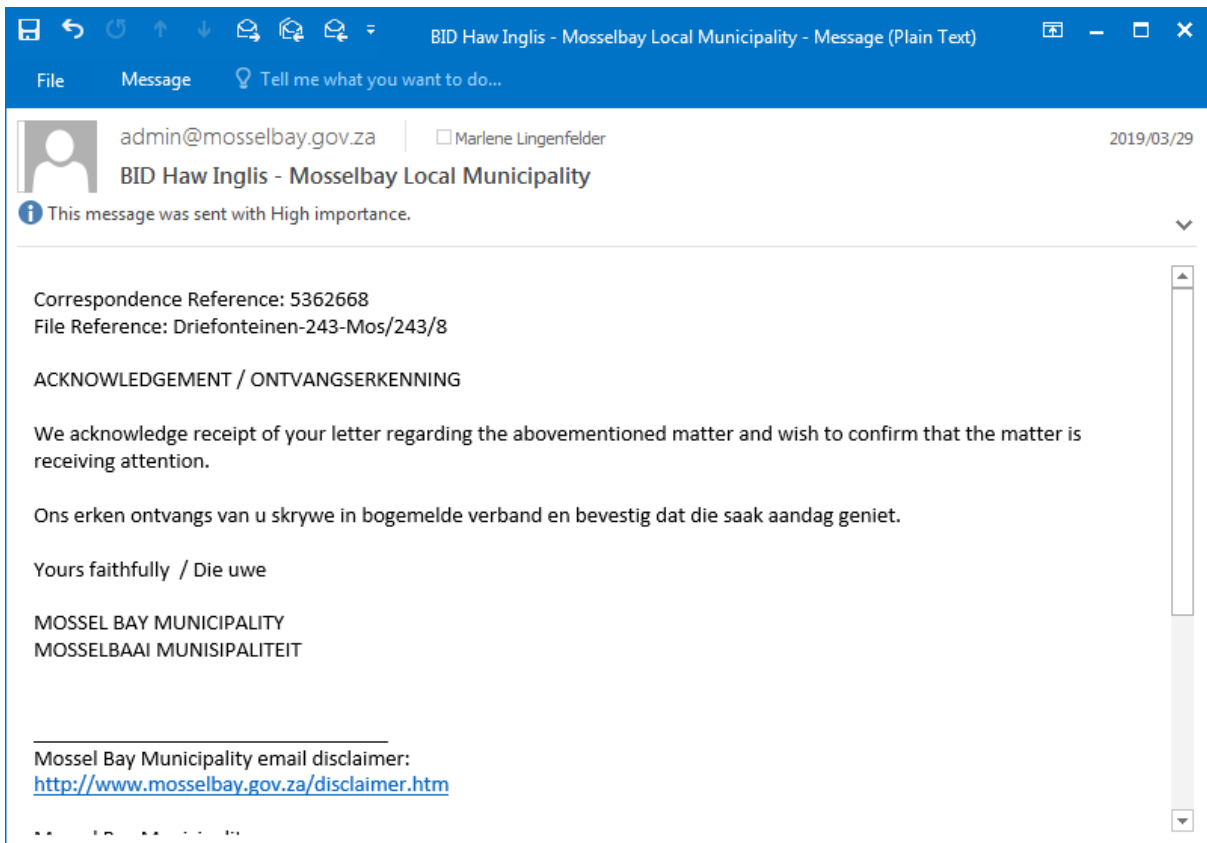 BID Haw Inglis - Mosselbay Local Municipality - Message (Plain Text)
File Message Tell me what you want to do...
admin@mosselbay.gov.za Marlene Lingenfelder 2019/03/29
BID Haw Inglis - Mosselbay Local Municipality
This message was sent with High importance.
Correspondence Reference: 5362668
File Reference: Driefonteinen-243-Mos/243/8
ACKNOWLEDGEMENT / ONTVANGSERKENNING
We acknowledge receipt of your letter regarding the abovementioned matter and wish to confirm that the matter is
receiving attention.
Ons erken ontvangs van u skrywe in bogemelde verband en bevestig dat die saak aandag geniet.
Yours faithfully / Die uwe
MOSSEL BAY MUNICIPALITY
MOSSELBAAI MUNISIPALITEIT
Mossel Bay Municipality email disclaimer:
http://www.mosselbay.gov.za/disclaimer.htm